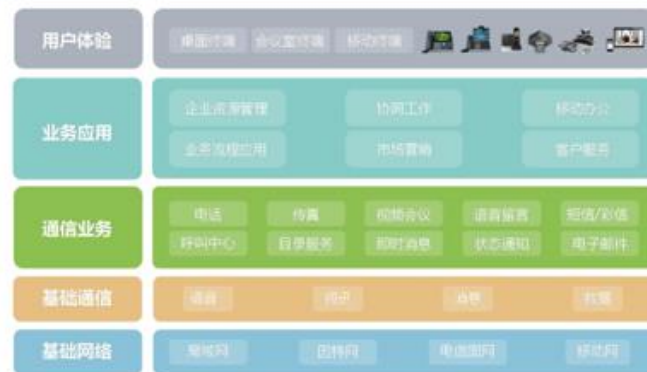 用户体验
桌面终端 会议室终端 移动终端
业务应用
企业资源管理 协同工作 移动办公
业务流程应用 市场营销 客户服务
通信业务
电话 传真 视频会议 语音留言 短信/彩信
呼叫中心 目录服务 即时消息 状态通知 电子邮件
基础通信
语音 视讯 消息 数据
基础网络
局域网 因特网 电信固网 移动网